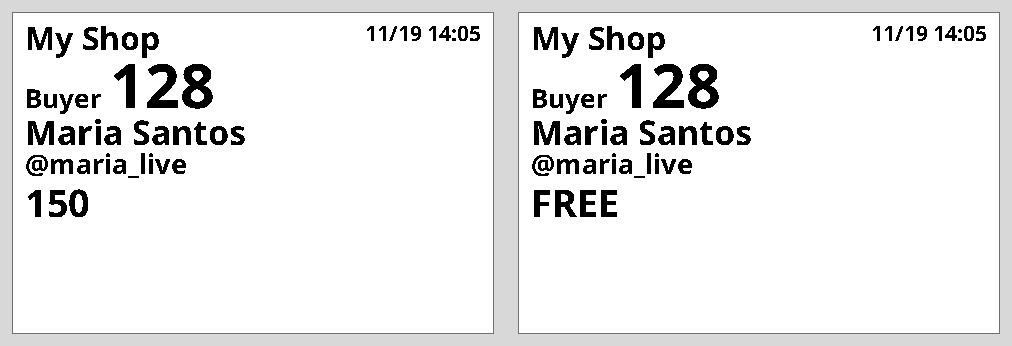 My Shop 11/19 14:05
Buyer 128
Maria Santos
@maria_live
150
My Shop 11/19 14:05
Buyer 128
Maria Santos
@maria_live
FREE